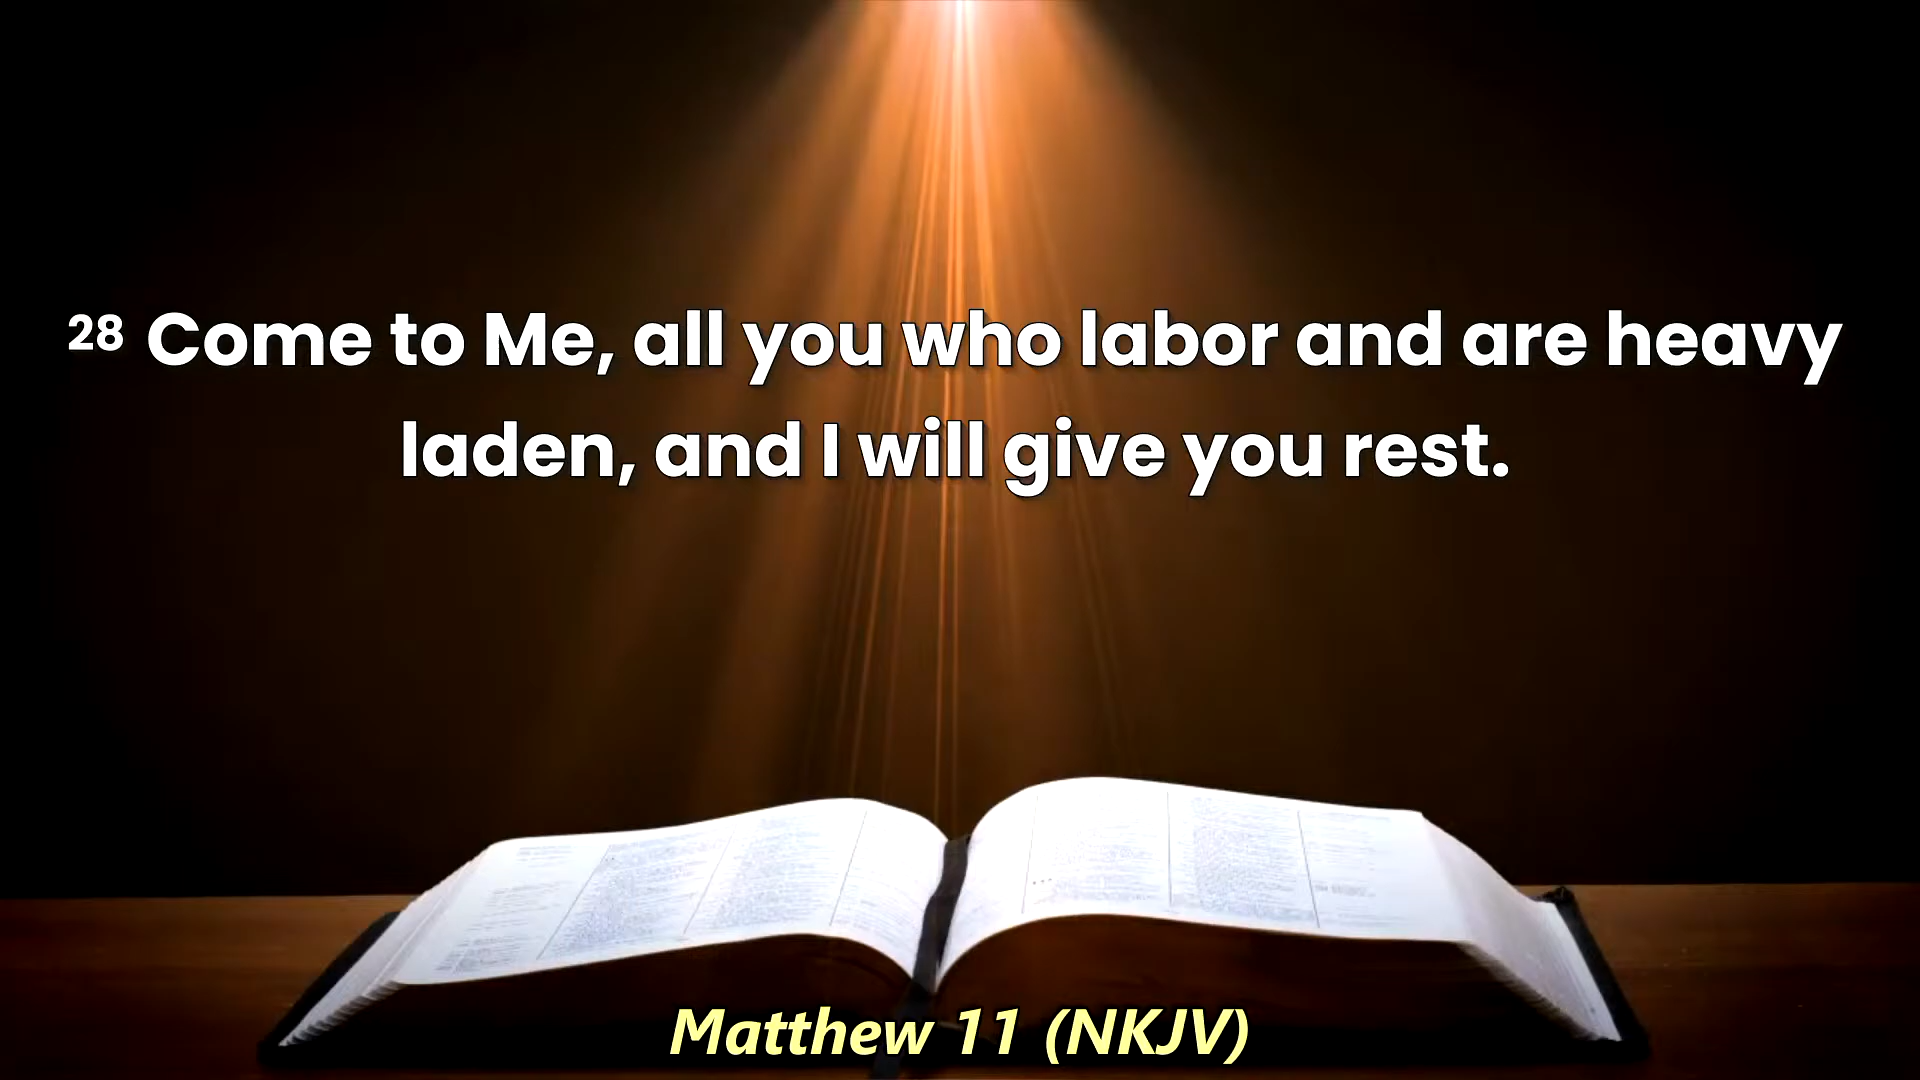 28 Come to Me, all you who labor and are heavy
laden, and I will give you rest.
Matthew 11 (NKJV)